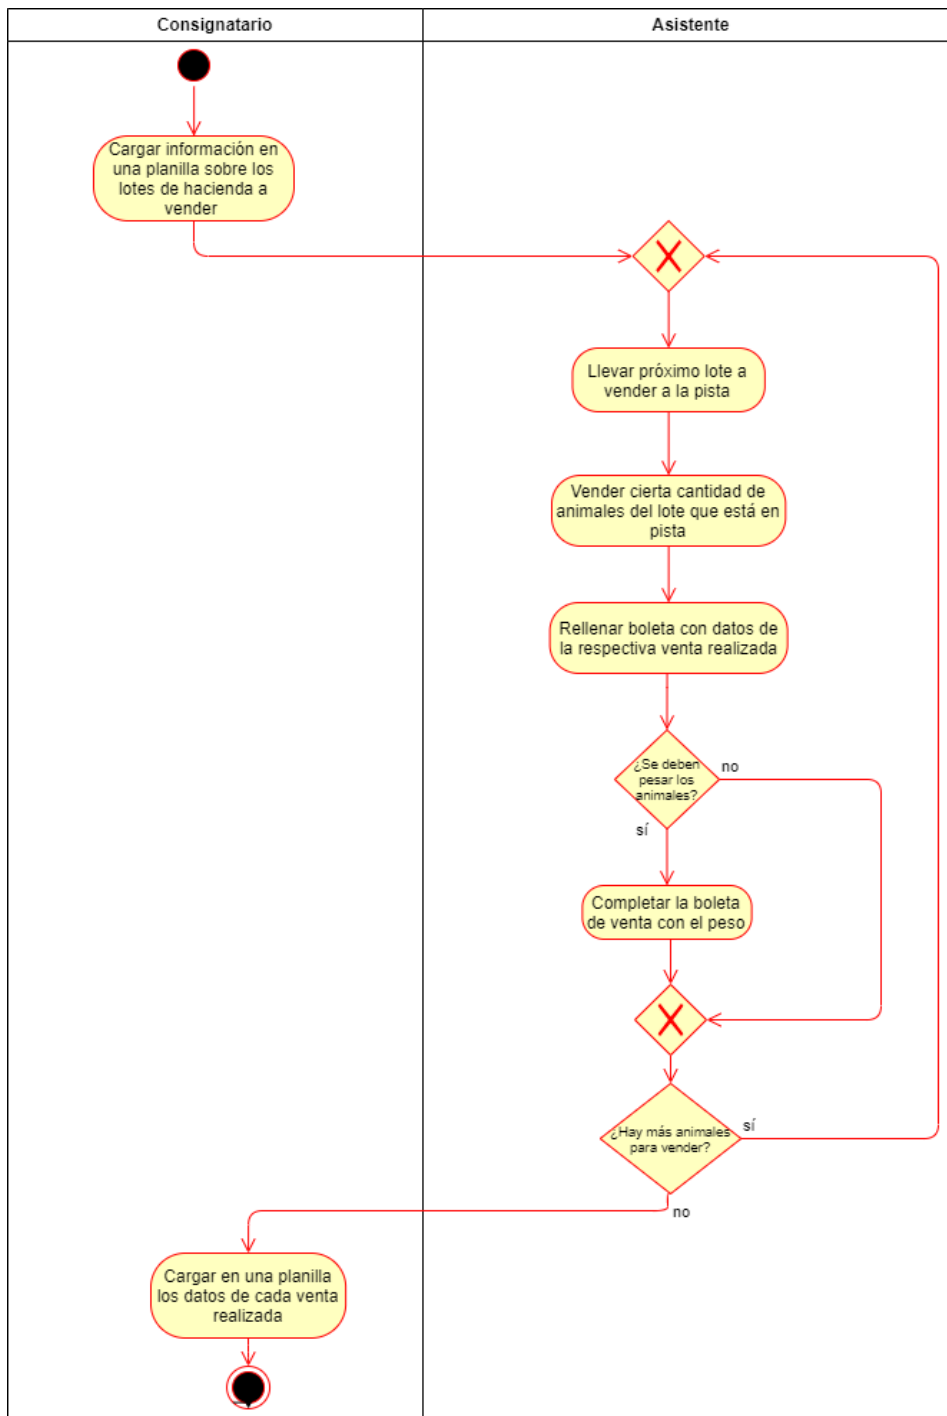 Consignatario
Asistente
Cargar información en
una planilla sobre los
lotes de hacienda a
vender
Llevar próximo lote a
vender a la pista
Vender cierta cantidad de
animales del lote que está en
pista
Rellenar boleta con datos de
la respectiva venta realizada
¿Se deben
pesar los
animales?
no
sí
Completar la boleta
de venta con el peso
¿Hay más animales
para vender?
sí
no
Cargar en una planilla
los datos de cada venta
realizada